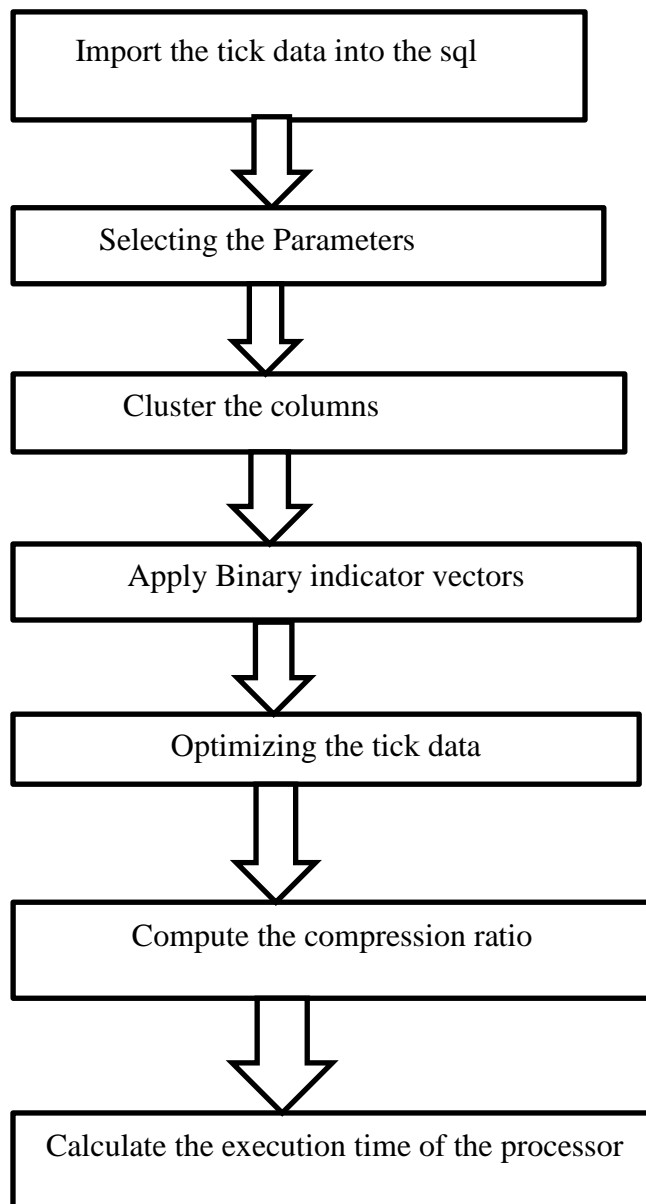 Import the tick data into the sql
Selecting the Parameters
Cluster the columns
Apply Binary indicator vectors
Optimizing the tick data
Compute the compression ratio
Calculate the execution time of the processor